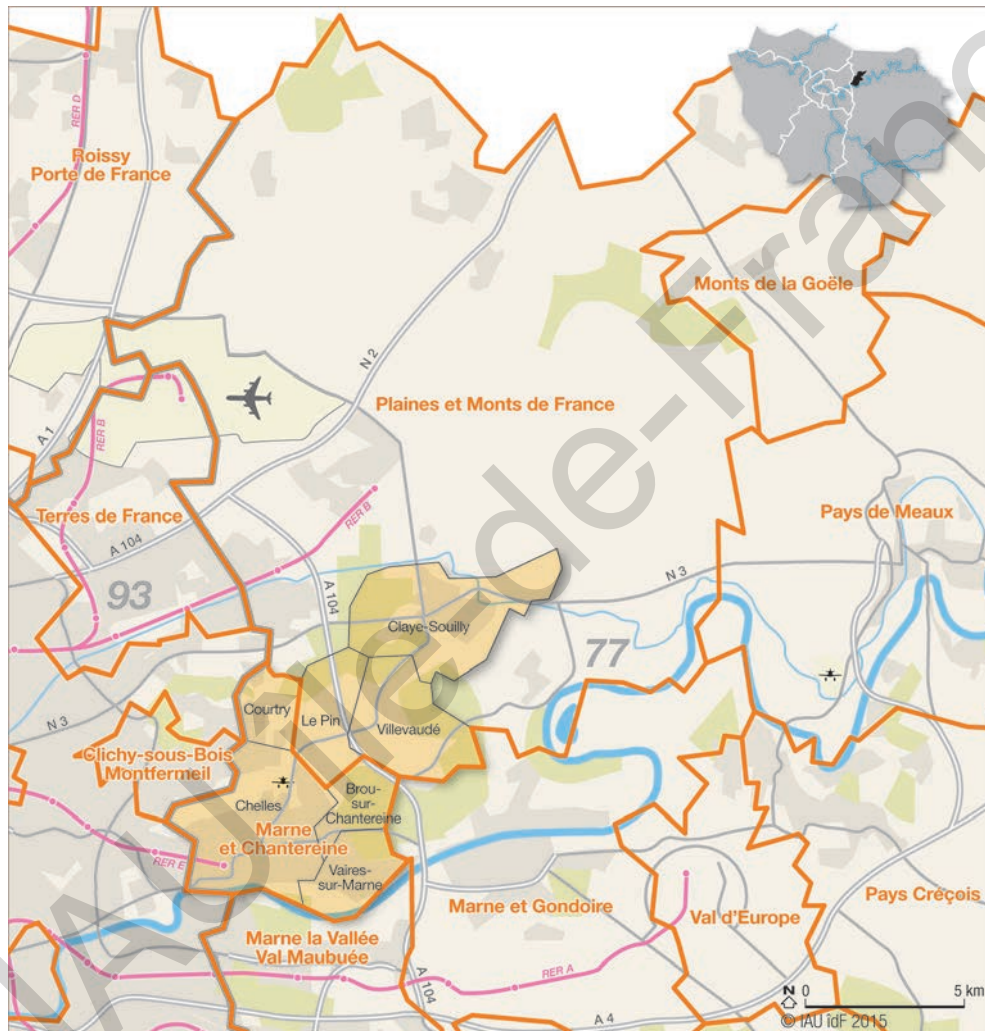 RER D
Roissy
Porte de France
Monts de la Goële
N 2
Plaines et Monts de France
A 1
RER B
Terres de France
A 104
RER B
Pays de Meaux
93
A 104
N 3
Claye-Souilly
77
Courtry
Le Pin
Villevaudé
N 3
Clichy-sous-Bois
Montfermeil
Chelles
Brou-
sur-
Chantereine
Marne
et Chantereine
RER E
Vaires-
sur-Marne
Marne et Gondoire
Val d'Europe
Pays Créçois
Marne la Vallée
Val Maubuée
RER A
A 104
A 4
N 0 5 km
© IAU îdF 2015
IAU île-de-France